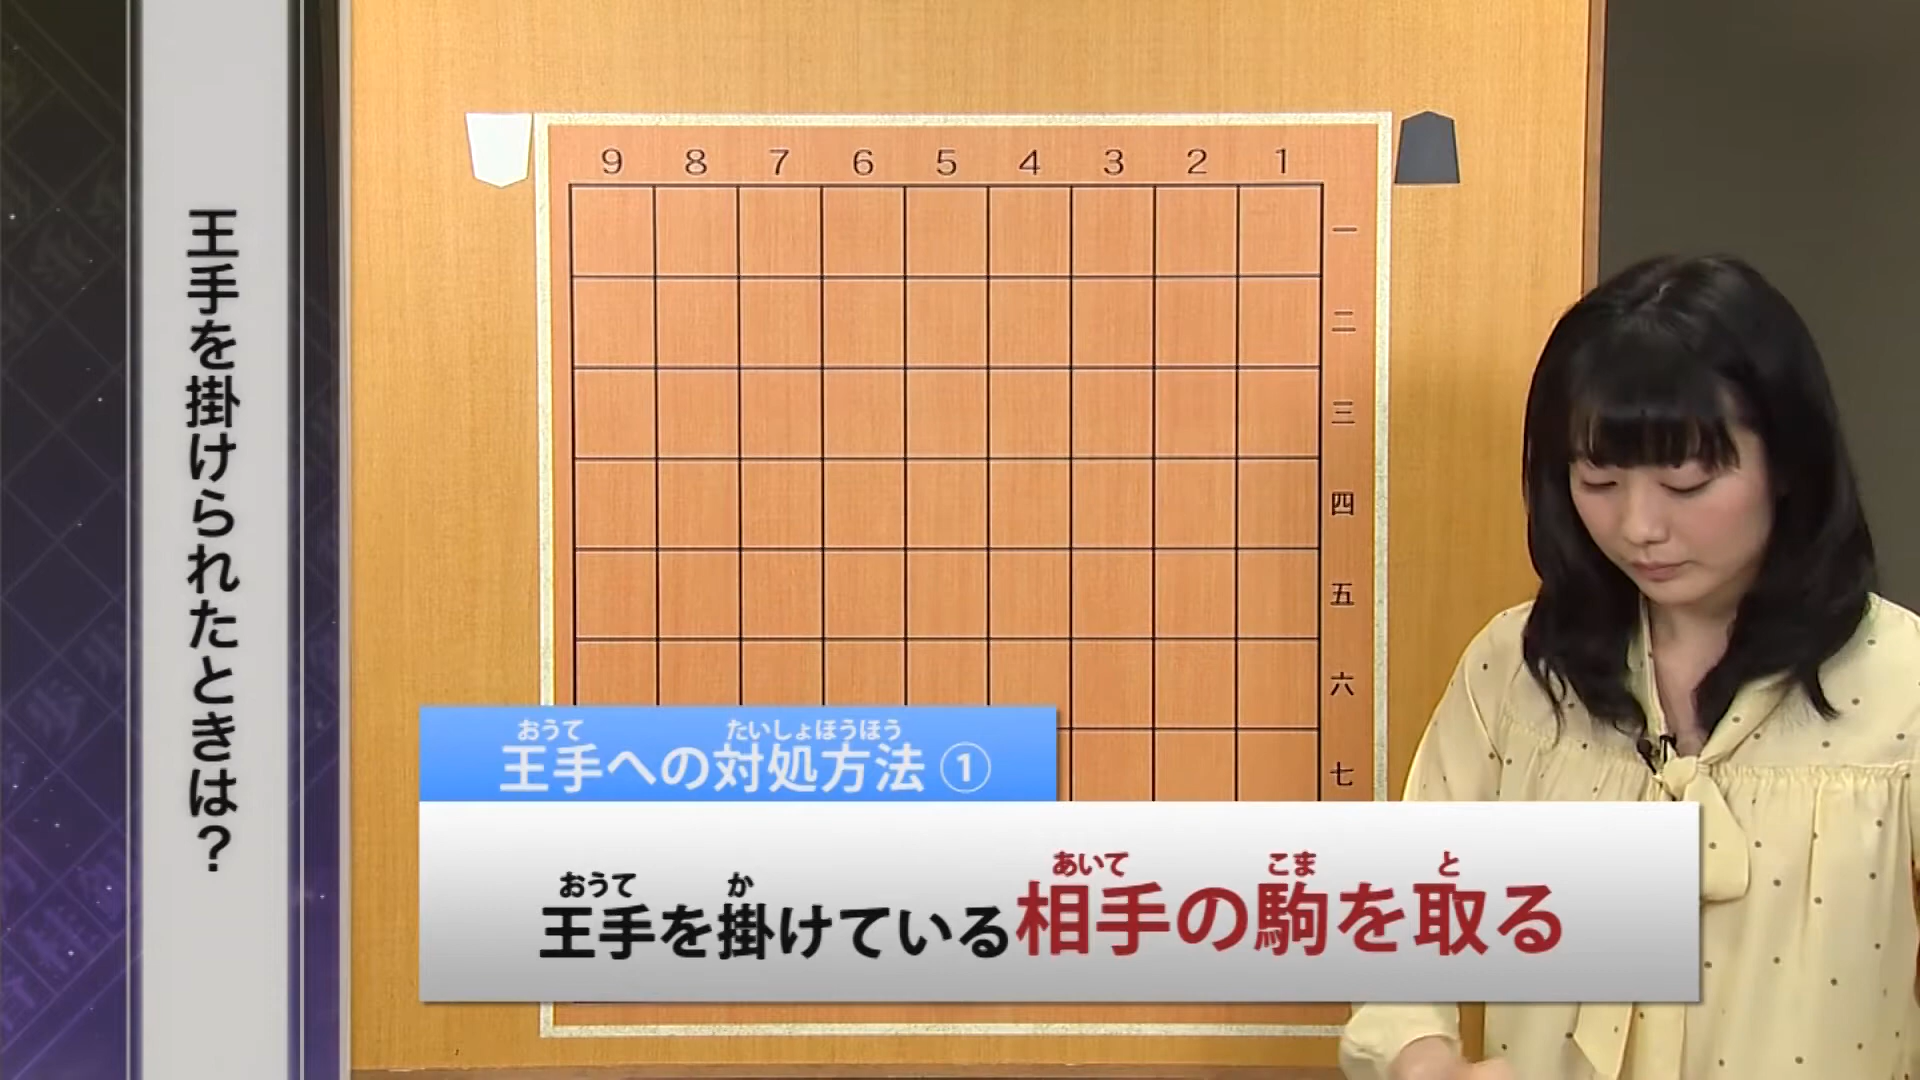 王手を掛けられたときは?
9 8 7 6 5 4 3 2 1
一
二
三
四
五
六
七
おうて たいしょほうほう
王手への対処方法①
おうて か あいて こま と
王手を掛けている相手の駒を取る